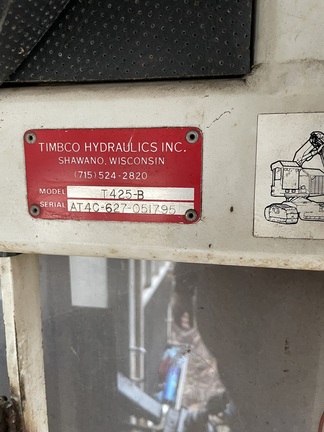 TIMBCO HYDRAULICS INC.
SHAWANO, WISCONSIN
(715) 524-2820
MODEL T425-B
SERIAL AT4C-627-051795